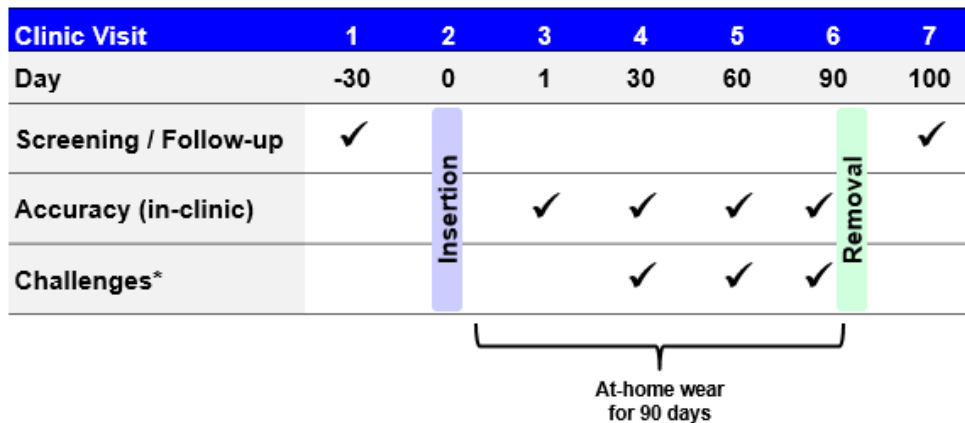 Clinic Visit 1 2 3 4 5 6 7
Day -30 0 1 30 60 90 100
Screening / Follow-up ✓ ✓
Insertion
Removal
Accuracy (in-clinic) ✓ ✓ ✓ ✓
Challenges* ✓ ✓ ✓
At-home wear
for 90 days